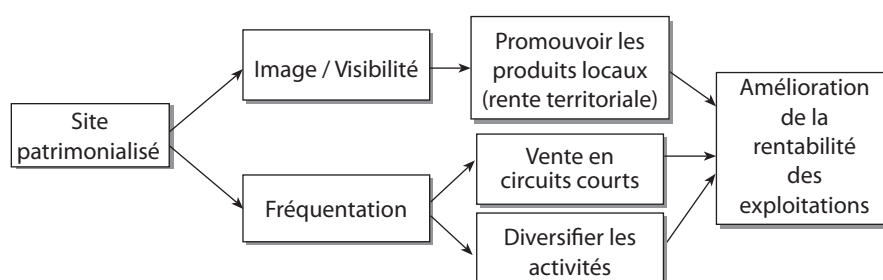 Site
patrimonialisé
Image / Visibilité
Fréquentation
Promouvoir les
produits locaux
(rente territoriale)
Vente en
circuits courts
Diversifier les
activités
Amélioration
de la
rentabilité
des
exploitations